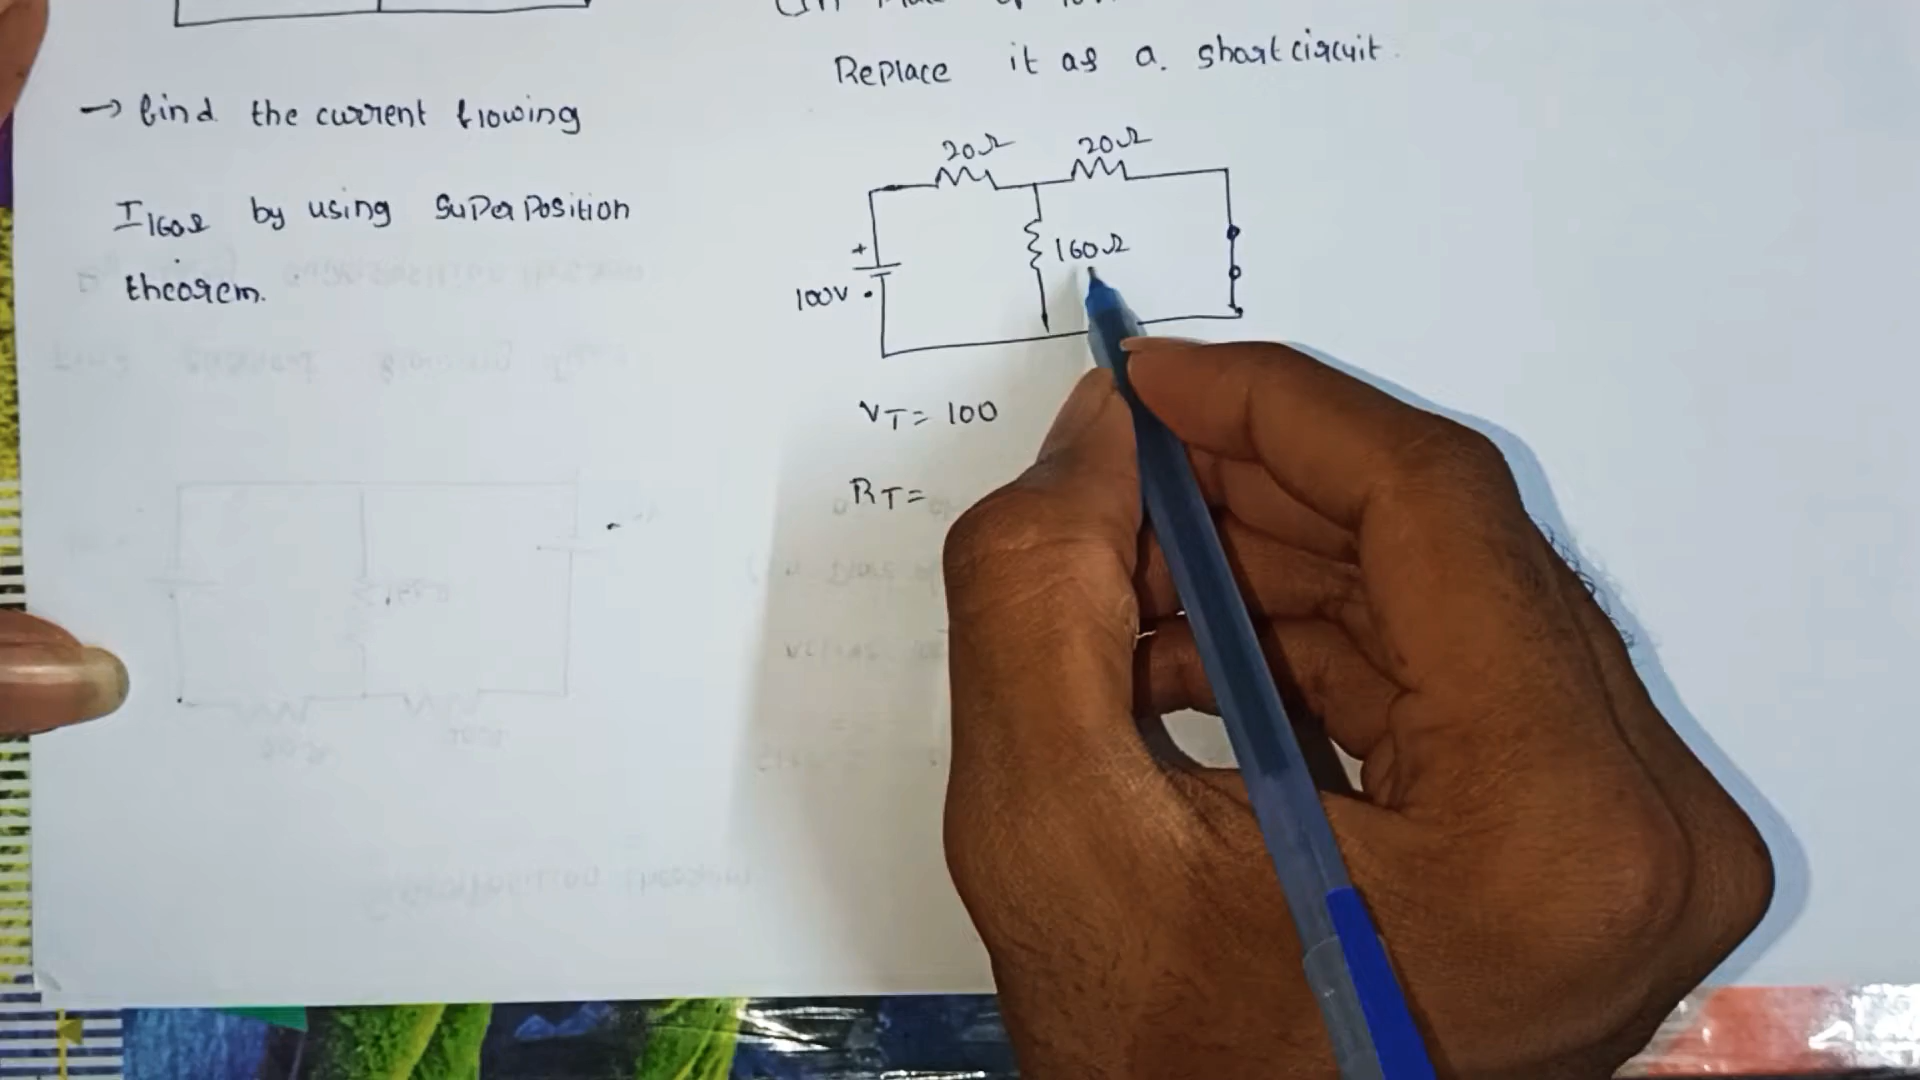 Replace it as a. short circuit.
→ find the current flowing
I160Ω by using superposition
theorem.
20Ω 20Ω
+
160Ω
100V
VT= 100
RT=